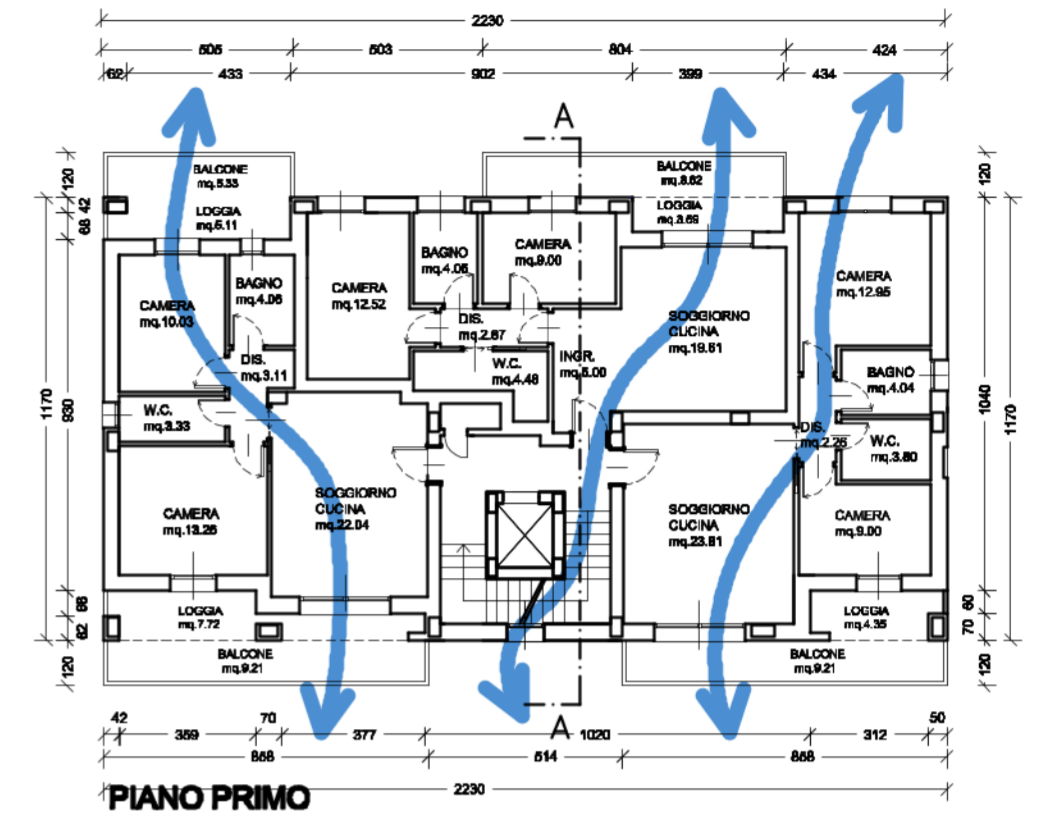 2230
505 503 804 424
62 433 902 399 434
A
BALCONE
mq.5.33
BALCONE
mq.8.62
120
120
42
LOGGIA
mq.5.11
LOGGIA
mq.3.69
68
BAGNO
mq.4.05
CAMERA
mq.9.00
CAMERA
mq.12.95
CAMERA
mq.10.03
BAGNO
mq.4.06
CAMERA
mq.12.52
DIS.
mq.2.67
SOGGIORNO
CUCINA
mq.19.61
DIS.
mq.3.11
W.C.
mq.4.48
INGR.
mq.5.00
BAGNO
mq.4.04
1170
930
1040
1170
W.C.
mq.3.33
DIS.
mq.2.25
W.C.
mq.3.80
CAMERA
mq.13.26
SOGGIORNO
CUCINA
mq.22.04
SOGGIORNO
CUCINA
mq.23.81
CAMERA
mq.9.00
LOGGIA
mq.7.72
LOGGIA
mq.4.35
62
60
70
BALCONE
mq.9.21
BALCONE
mq.9.21
120
120
A
42 70 50
359 377 1020 312
858 514 858
2230
PIANO PRIMO